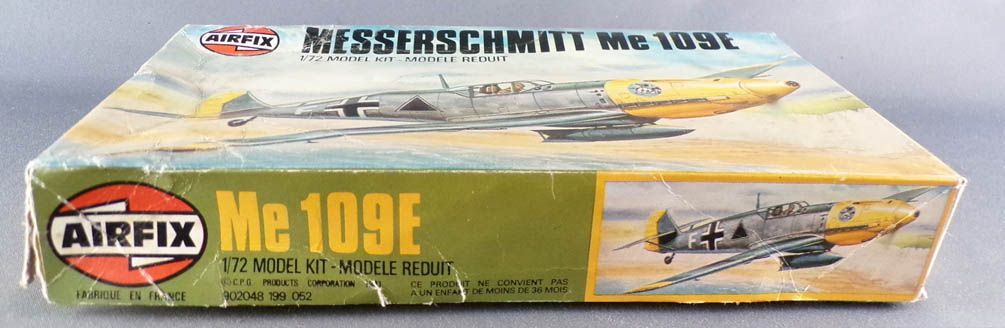 AIRFIX
MESSERSCHMITT Me 109E
1/72 MODEL KIT - MODELE REDUIT
AIRFIX
Me 109E
1/72 MODEL KIT - MODELE REDUIT
© C.P.G. PRODUCTS CORPORATION
CE PRODUIT NE CONVIENT PAS
A UN ENFANT DE MOINS DE 36 MOIS
FABRIQUE EN FRANCE
902048 199 052